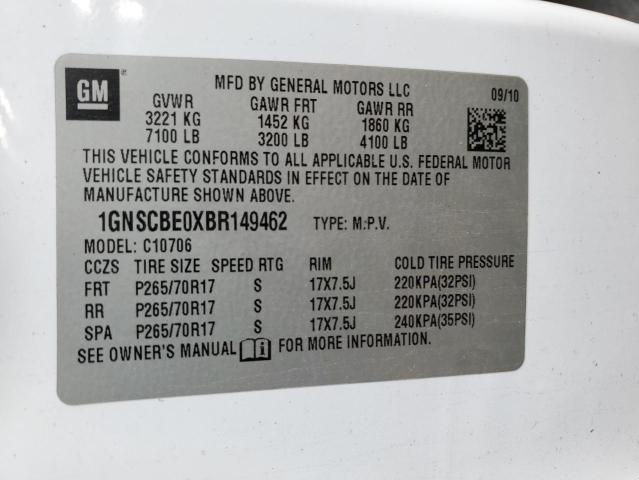 GM
MFD BY GENERAL MOTORS LLC 09/10
GVWR GAWR FRT GAWR RR
3221 KG 1452 KG 1860 KG
7100 LB 3200 LB 4100 LB
THIS VEHICLE CONFORMS TO ALL APPLICABLE U.S. FEDERAL MOTOR
VEHICLE SAFETY STANDARDS IN EFFECT ON THE DATE OF
MANUFACTURE SHOWN ABOVE.
1GNSCBE0XBR149462 TYPE: M.P.V.
MODEL: C10706
CCZS TIRE SIZE SPEED RTG RIM COLD TIRE PRESSURE
FRT P265/70R17 S 17X7.5J 220KPA(32PSI)
RR P265/70R17 S 17X7.5J 220KPA(32PSI)
SPA P265/70R17 S 17X7.5J 240KPA(35PSI)
SEE OWNER'S MANUAL FOR MORE INFORMATION.